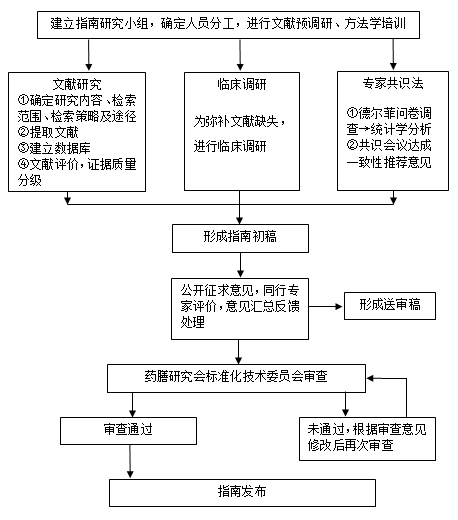 建立指南研究小组，确定人员分工，进行文献预调研、方法学培训
文献研究
①确定研究内容、检索
范围、检索策略及途径
②提取文献
③建立数据库
④文献评价，证据质量
分级
临床调研
为弥补文献缺失，
进行临床调研
专家共识法
①德尔菲问卷调
查→统计学分析
②共识会议达成
一致性推荐意见
形成指南初稿
公开征求意见，同行专
家评价，意见汇总反馈
处理
形成送审稿
药膳研究会标准化技术委员会审查
审查通过
未通过，根据审查意见
修改后再次审查
指南发布